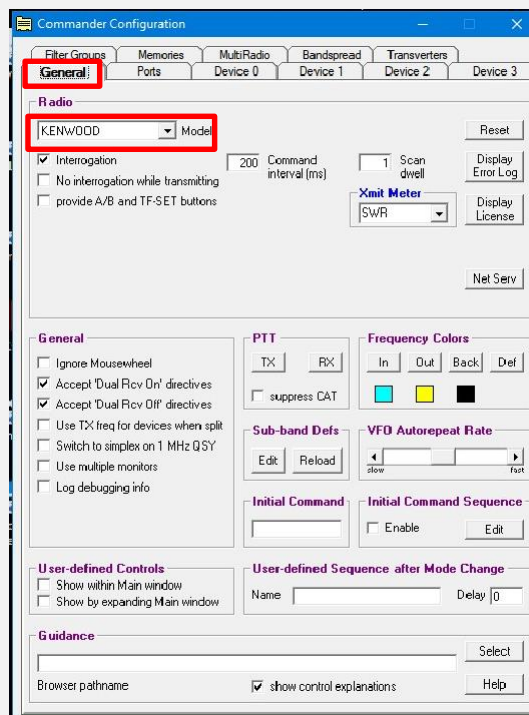 Commander Configuration
Filter Groups Memories MultiRadio Bandspread Transverters
General Ports Device 0 Device 1 Device 2 Device 3
Radio
KENWOOD Model
Reset
Interrogation
200 Command interval (ms)
1 Scan dwell
Display Error Log
No interrogation while transmitting
provide A/B and TF-SET buttons
Xmit Meter
SWR
Display License
Net Serv
General
Ignore Mousewheel
Accept 'Dual Rcv On' directives
Accept 'Dual Rcv Off' directives
Use TX freq for devices when split
Switch to simplex on 1 MHz QSY
Use multiple monitors
Log debugging info
PTT
TX RX
suppress CAT
Frequency Colors
In Out Back Def
Sub-band Defs
Edit Reload
VFO Autorepeat Rate
slow fast
Initial Command
Initial Command Sequence
Enable Edit
User-defined Controls
Show within Main window
Show by expanding Main window
User-defined Sequence after Mode Change
Name Delay 0
Guidance
Select
Browser pathname show control explanations Help